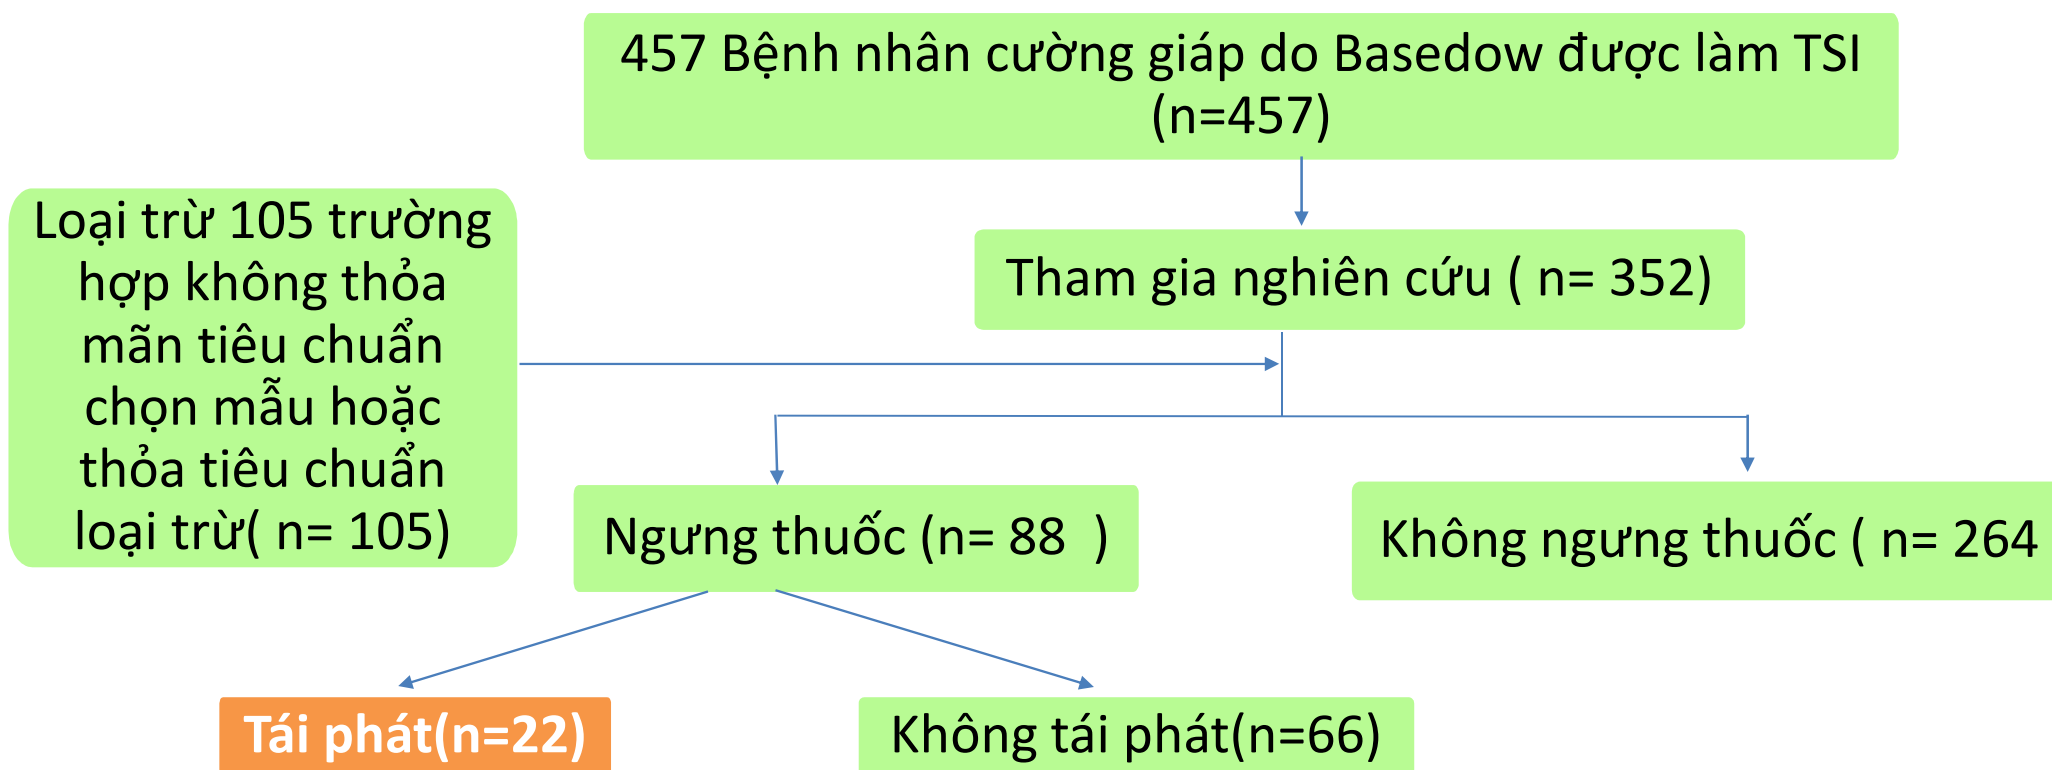 457 Bệnh nhân cường giáp do Basedow được làm TSI
(n=457)
Loại trừ 105 trường
hợp không thỏa
mãn tiêu chuẩn
chọn mẫu hoặc
thỏa tiêu chuẩn
loại trừ( n= 105)
Tham gia nghiên cứu ( n= 352)
Ngưng thuốc (n= 88  )
Không ngưng thuốc ( n= 264
Tái phát(n=22)
Không tái phát(n=66)